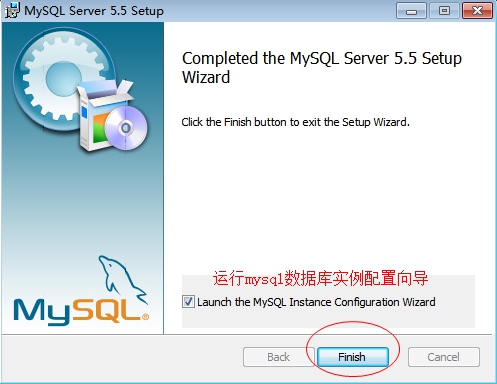 MySQL Server 5.5 Setup
Completed the MySQL Server 5.5 Setup
Wizard
Click the Finish button to exit the Setup Wizard.
运行mysql数据库实例配置向导
Launch the MySQL Instance Configuration Wizard
MySQL®
Back
Finish
Cancel